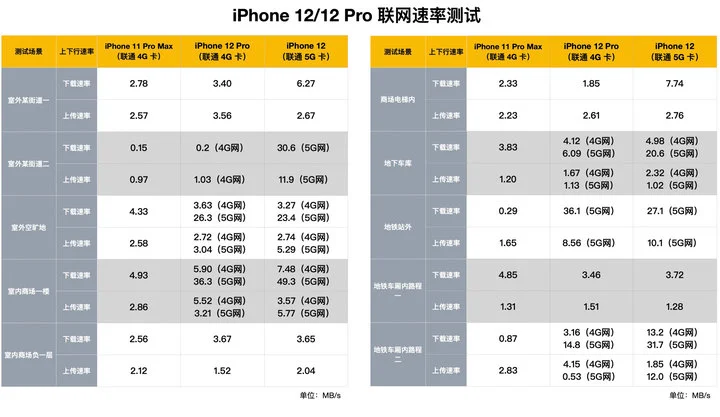 iPhone 12/12 Pro 联网速率测试
测试场景 上下行速率 iPhone 11 Pro Max iPhone 12 Pro iPhone 12
（联通 4G 卡） （联通 4G 卡） （联通 5G 卡）
室外某街道一 下载速率 2.78 3.40 6.27
上传速率 2.57 3.56 2.67
室外某街道二 下载速率 0.15 0.2（4G网） 30.6（5G网）
上传速率 0.97 1.03（4G网） 11.9（5G网）
室外空旷地 下载速率 4.33 3.63（4G网） 3.27（4G网）
26.3（5G网） 23.4（5G网）
上传速率 2.58 2.72（4G网） 2.74（4G网）
3.04（5G网） 5.29（5G网）
室内商场一楼 下载速率 4.93 5.90（4G网） 7.48（4G网）
36.3（5G网） 49.3（5G网）
上传速率 2.86 5.52（4G网） 3.57（4G网）
3.21（5G网） 5.77（5G网）
室内商场负一层 下载速率 2.56 3.67 3.65
上传速率 2.12 1.52 2.04
单位：MB/s
测试场景 上下行速率 iPhone 11 Pro Max iPhone 12 Pro iPhone 12
（联通 4G 卡） （联通 4G 卡） （联通 5G 卡）
商场电梯内 下载速率 2.33 1.85 7.74
上传速率 2.23 2.61 2.76
地下车库 下载速率 3.83 4.12（4G网） 4.98（4G网）
6.09（5G网） 20.6（5G网）
上传速率 1.20 1.67（4G网） 2.32（4G网）
1.13（5G网） 1.02（5G网）
地铁站外 下载速率 0.29 36.1（5G网） 27.1（5G网）
上传速率 1.65 8.56（5G网） 10.1（5G网）
地铁车厢内路程一 下载速率 4.85 3.46 3.72
上传速率 1.31 1.51 1.28
地铁车厢内路程二 下载速率 0.87 3.16（4G网） 13.2（4G网）
14.8（5G网） 31.7（5G网）
上传速率 2.83 4.15（4G网） 1.85（4G网）
0.53（5G网） 12.0（5G网）
单位：MB/s